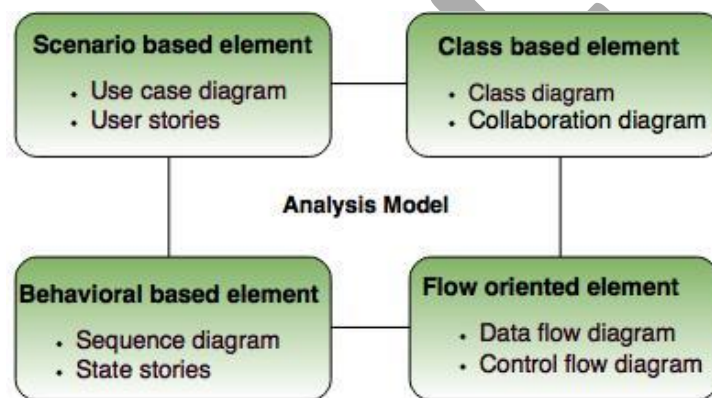 Scenario based element
• Use case diagram
• User stories
Class based element
• Class diagram
• Collaboration diagram
Analysis Model
Behavioral based element
• Sequence diagram
• State stories
Flow oriented element
• Data flow diagram
• Control flow diagram